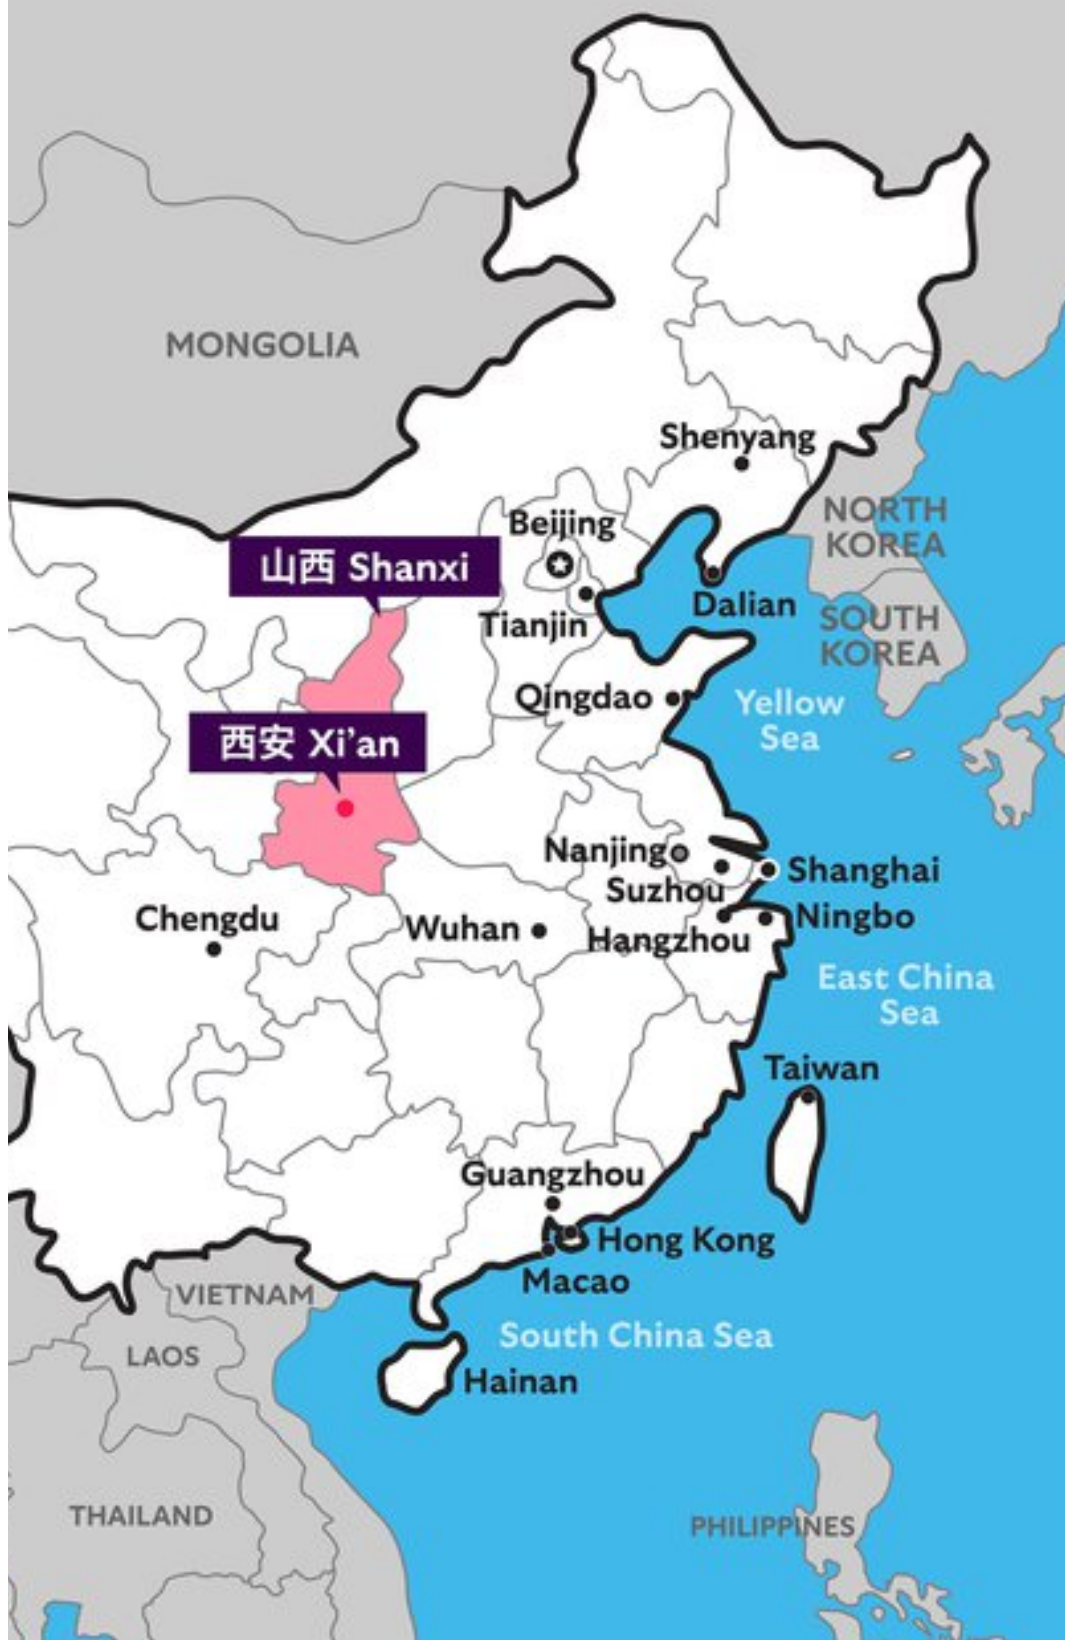 MONGOLIA
Shenyang
NORTH
KOREA
Beijing
山西 Shanxi
Dalian
Tianjin
SOUTH
KOREA
Qingdao
Yellow
Sea
西安 Xi'an
Nanjing
Shanghai
Suzhou
Chengdu
Wuhan
Ningbo
Hangzhou
East China
Sea
Taiwan
Guangzhou
Hong Kong
Macao
VIETNAM
South China Sea
LAOS
Hainan
THAILAND
PHILIPPINES